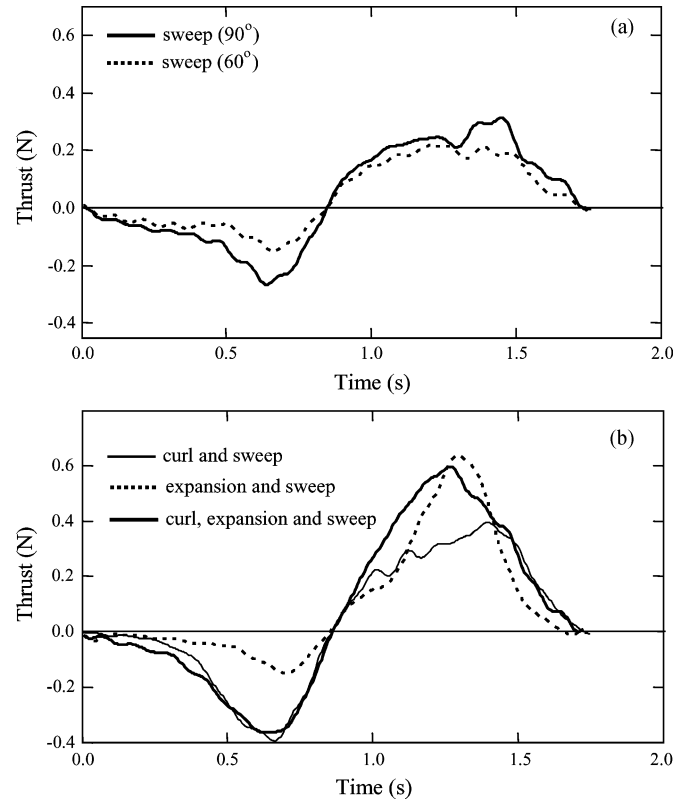 (a)
sweep (90°)
sweep (60°)
Thrust (N)
0.6
0.4
0.2
0.0
-0.2
-0.4
0.0 0.5 1.0 1.5 2.0
Time (s)
(b)
curl and sweep
expansion and sweep
curl, expansion and sweep
Thrust (N)
0.6
0.4
0.2
0.0
-0.2
-0.4
0.0 0.5 1.0 1.5 2.0
Time (s)